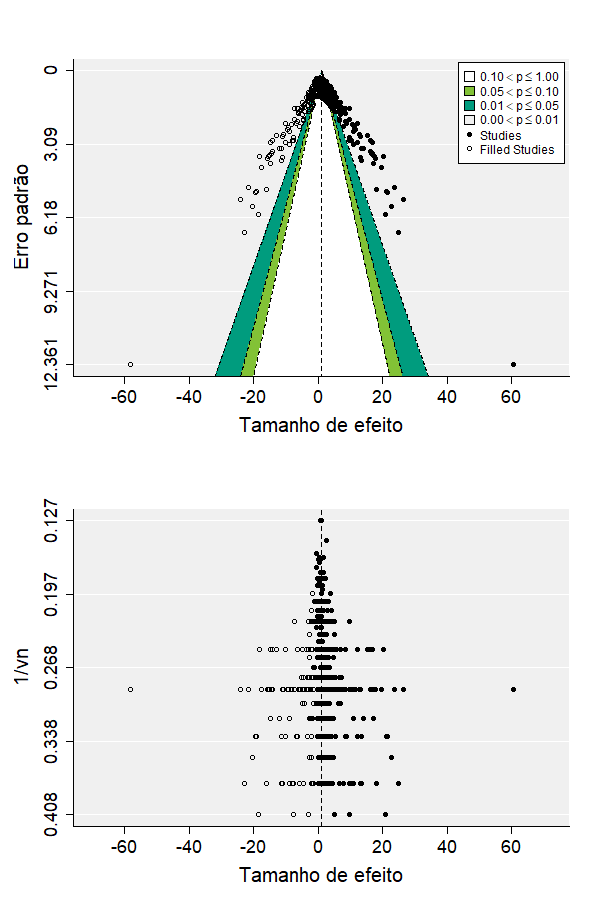 0.10 < p ≤ 1.00
0.05 < p ≤ 0.10
0.01 < p ≤ 0.05
0.00 < p ≤ 0.01
Studies
Filled Studies
Erro padrão
0
3.09
6.18
9.271
12.361
-60 -40 -20 0 20 40 60
Tamanho de efeito
1/vn
0.127
0.197
0.268
0.338
0.408
-60 -40 -20 0 20 40 60
Tamanho de efeito